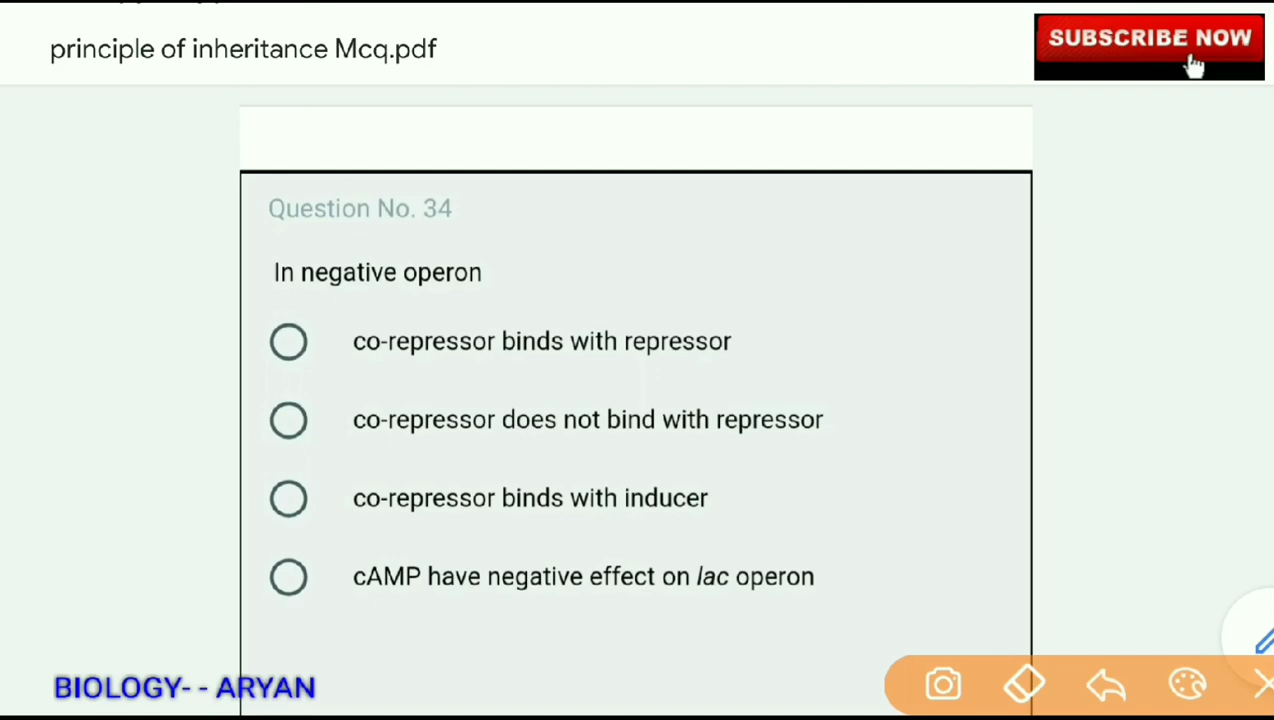 principle of inheritance Mcq.pdf
SUBSCRIBE NOW
Question No. 34
In negative operon
co-repressor binds with repressor
co-repressor does not bind with repressor
co-repressor binds with inducer
cAMP have negative effect on lac operon
BIOLOGY- - ARYAN